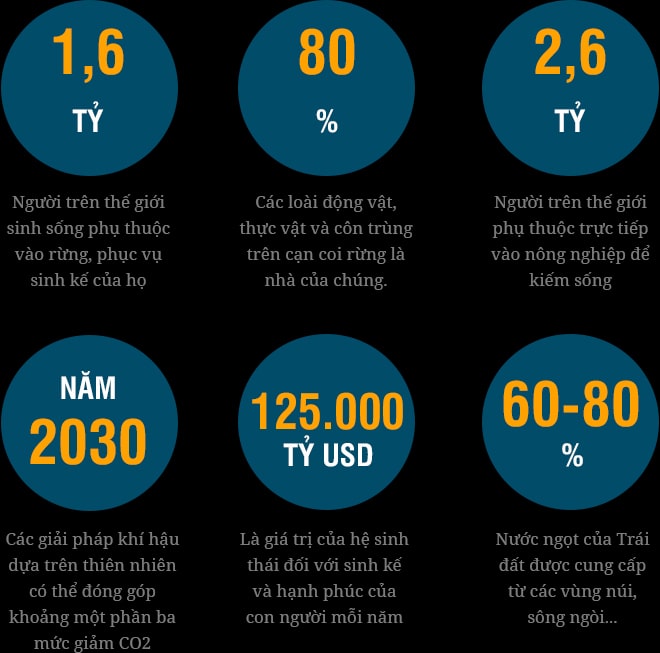 1,6
TỶ
Người trên thế giới
sinh sống phụ thuộc
vào rừng, phục vụ
sinh kế của họ
80
%
Các loài động vật,
thực vật và côn trùng
trên cạn coi rừng là
nhà của chúng.
2,6
TỶ
Người trên thế giới
phụ thuộc trực tiếp
vào nông nghiệp để
kiếm sống
NĂM
2030
Các giải pháp khí hậu
dựa trên thiên nhiên
có thể đóng góp
khoảng một phần ba
mức giảm CO2
125.000
TỶ USD
Là giá trị của hệ sinh
thái đối với sinh kế
và hạnh phúc của
con người mỗi năm
60-80
%
Nước ngọt của Trái
đất được cung cấp
từ các vùng núi,
sông ngòi...